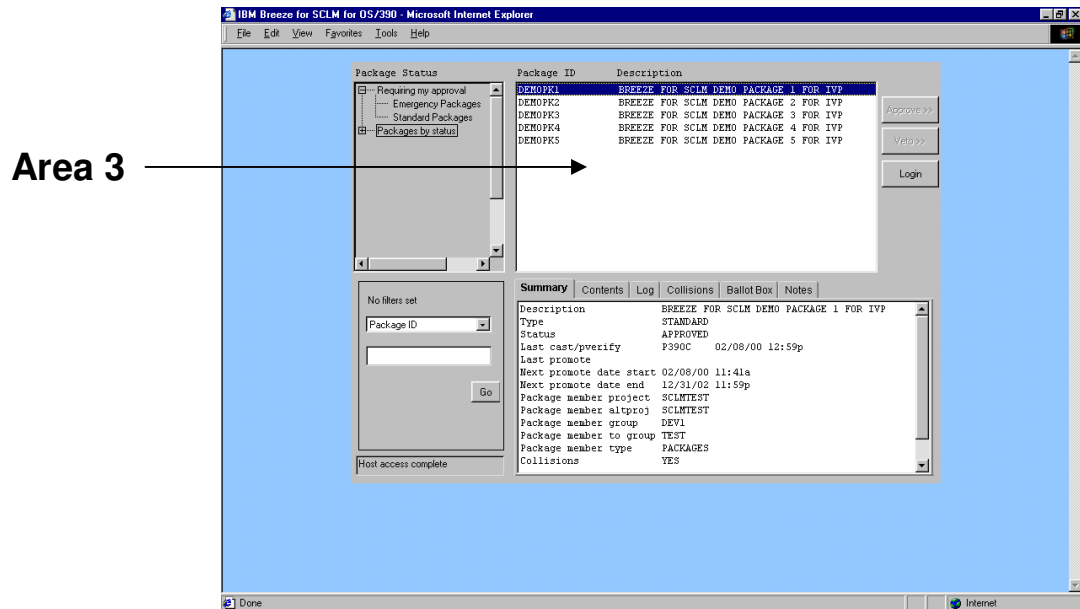 IBM Breeze for SCLM for OS/390 - Microsoft Internet Explorer
File Edit View Favorites Tools Help
Package Status
Requiring my approval
Emergency Packages
Standard Packages
Packages by status
Package ID Description
DEMOPK1 BREEZE FOR SCLM DEMO PACKAGE 1 FOR IVP
DEMOPK2 BREEZE FOR SCLM DEMO PACKAGE 2 FOR IVP
DEMOPK3 BREEZE FOR SCLM DEMO PACKAGE 3 FOR IVP
DEMOPK4 BREEZE FOR SCLM DEMO PACKAGE 4 FOR IVP
DEMOPK5 BREEZE FOR SCLM DEMO PACKAGE 5 FOR IVP
Approve >>
Veto >>
Login
Area 3
No filters set
Package ID
Go
Host access complete
Summary Contents Log Collisions Ballot Box Notes
Description BREEZE FOR SCLM DEMO PACKAGE 1 FOR IVP
Type STANDARD
Status APPROVED
Last cast/pverify P390C 02/08/00 12:59p
Last promote
Next promote date start 02/08/00 11:41a
Next promote date end 12/31/02 11:59p
Package member project SCLMTEST
Package member altproj SCLMTEST
Package member group DEV1
Package member to group TEST
Package member type PACKAGES
Collisions YES
Done
Internet